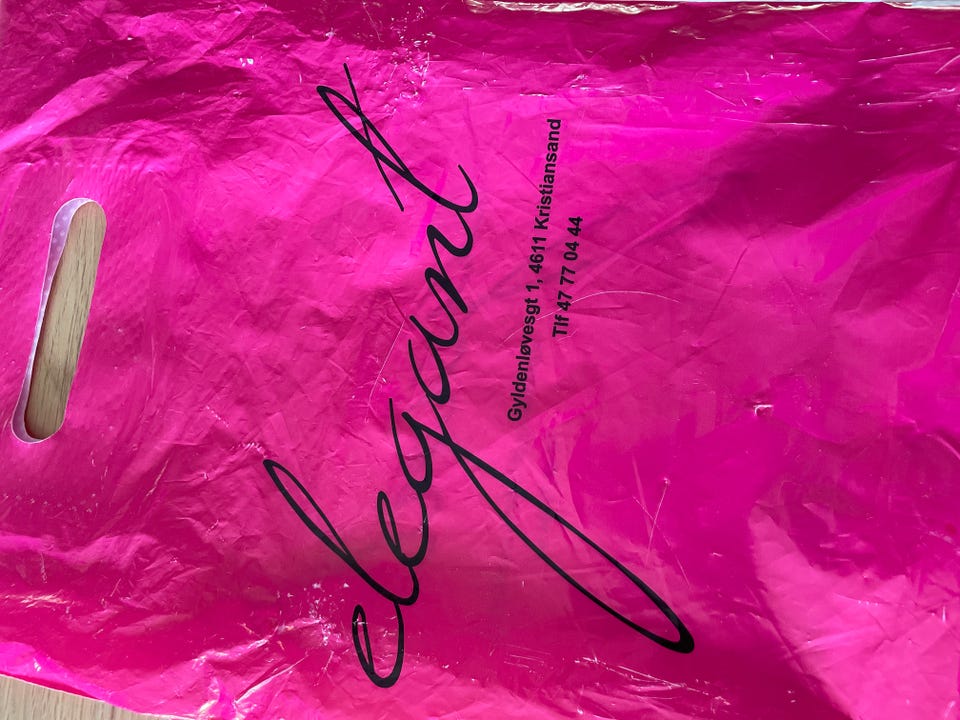 elegant
Gyldenløvesgt 1, 4611 Kristiansand
Tlf 47 77 04 44